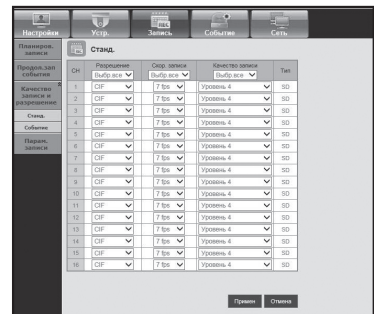 Настройки Устр. Запись Событие Сеть
REC
Планиров. записи
Продол.зап события
Качество записи и разрешение
Станд.
Событие
Парам. записи
Станд.
CH Разрешение Скор. записи Качество записи Тип
Выбр.все Выбр.все Выбр.все
1 CIF 7 fps Уровень 4 SD
2 CIF 7 fps Уровень 4 SD
3 CIF 7 fps Уровень 4 SD
4 CIF 7 fps Уровень 4 SD
5 CIF 7 fps Уровень 4 SD
6 CIF 7 fps Уровень 4 SD
7 CIF 7 fps Уровень 4 SD
8 CIF 7 fps Уровень 4 SD
9 CIF 7 fps Уровень 4 SD
10 CIF 7 fps Уровень 4 SD
11 CIF 7 fps Уровень 4 SD
12 CIF 7 fps Уровень 4 SD
13 CIF 7 fps Уровень 4 SD
14 CIF 7 fps Уровень 4 SD
15 CIF 7 fps Уровень 4 SD
16 CIF 7 fps Уровень 4 SD
Примен Отмена